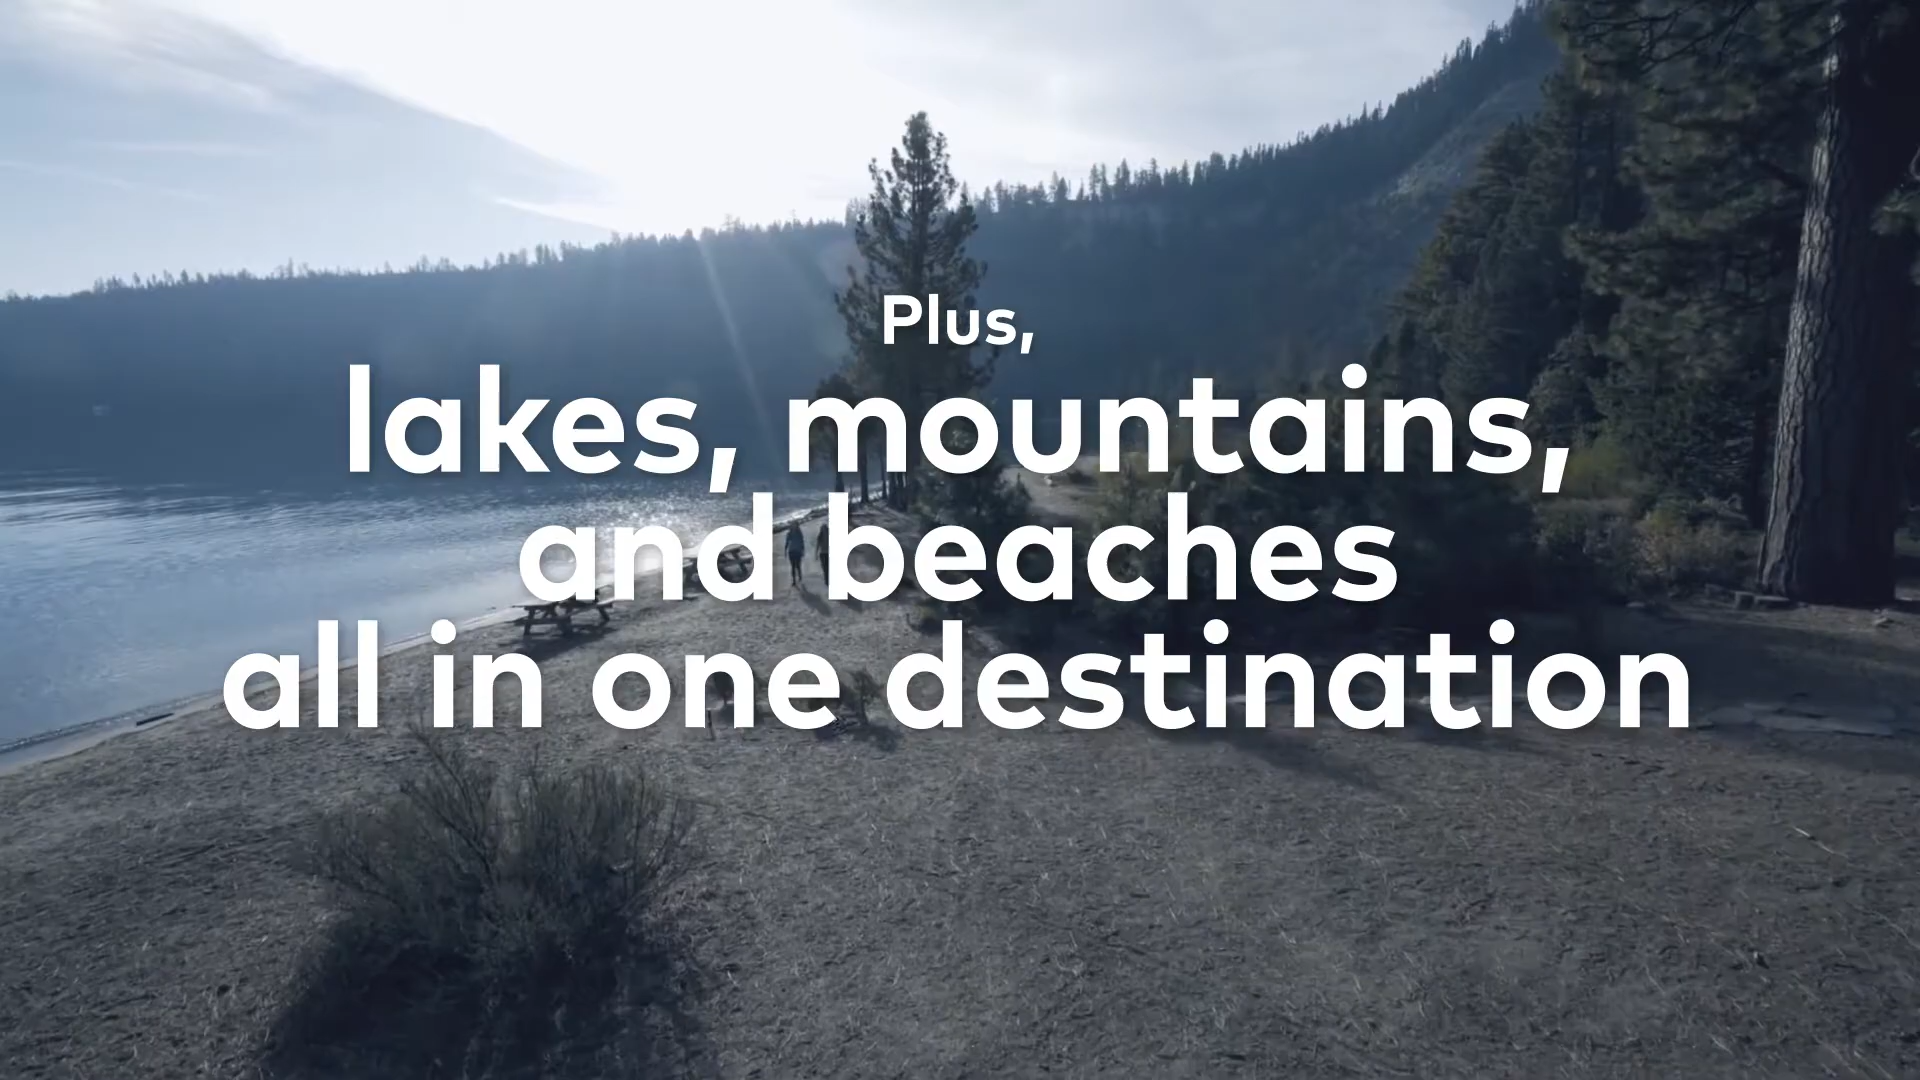 Plus,
lakes, mountains,
and beaches
all in one destination